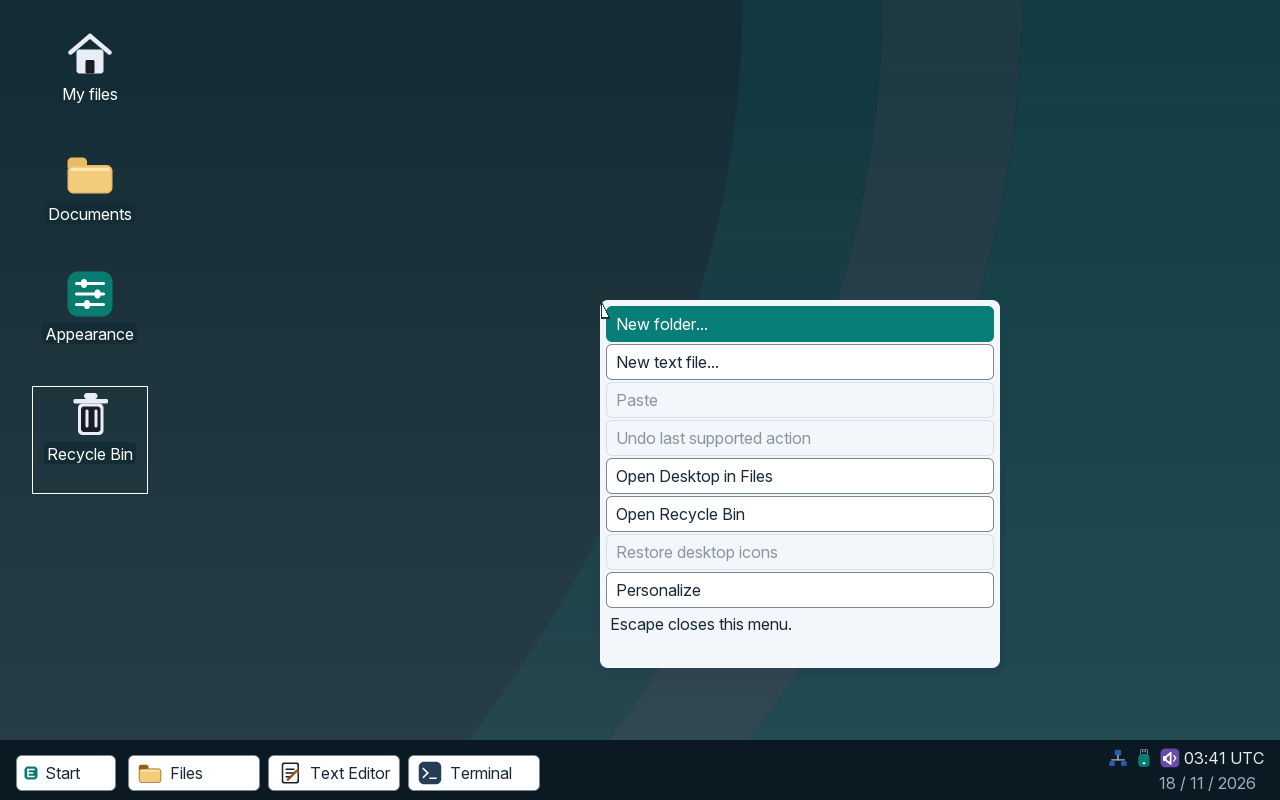 My files
Documents
Appearance
Recycle Bin
New folder...
New text file...
Paste
Undo last supported action
Open Desktop in Files
Open Recycle Bin
Restore desktop icons
Personalize
Escape closes this menu.
Start
Files
Text Editor
Terminal
03:41 UTC
18 / 11 / 2026